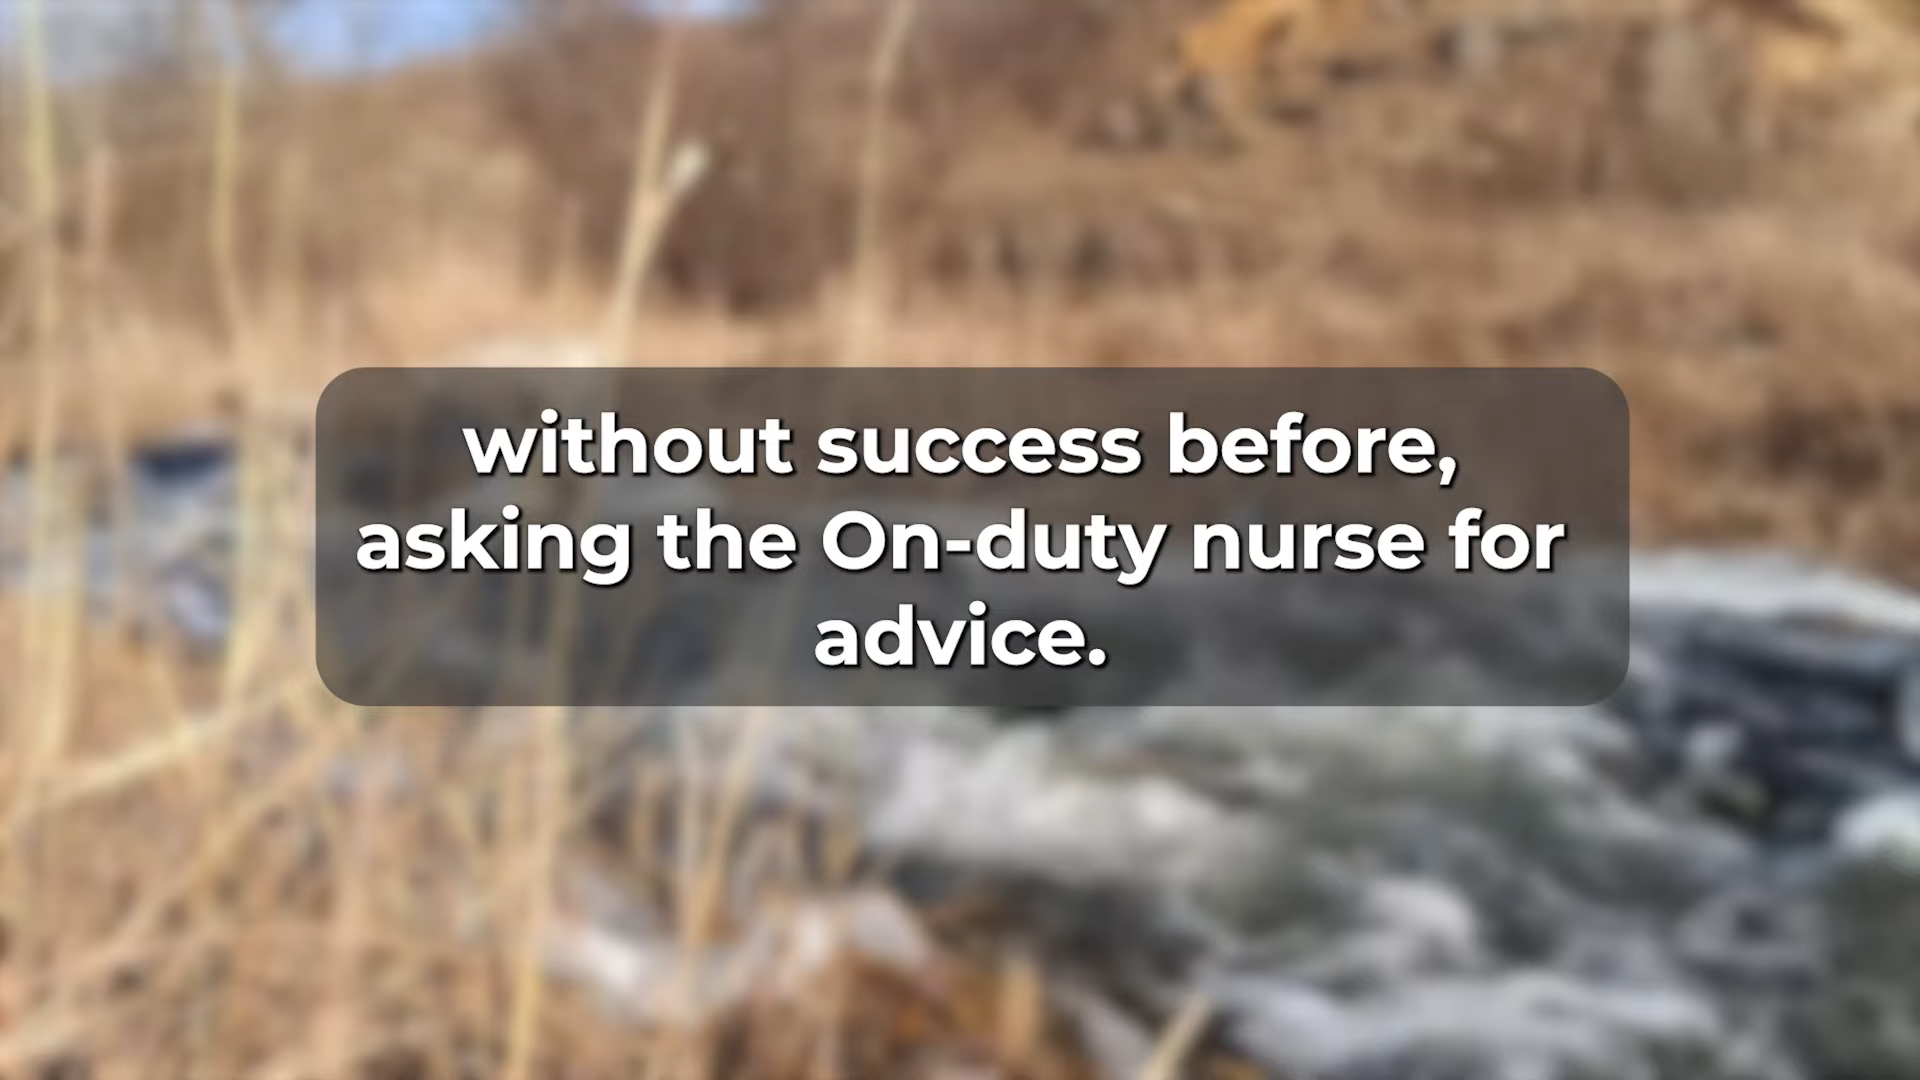 without success before,
asking the On-duty nurse for
advice.